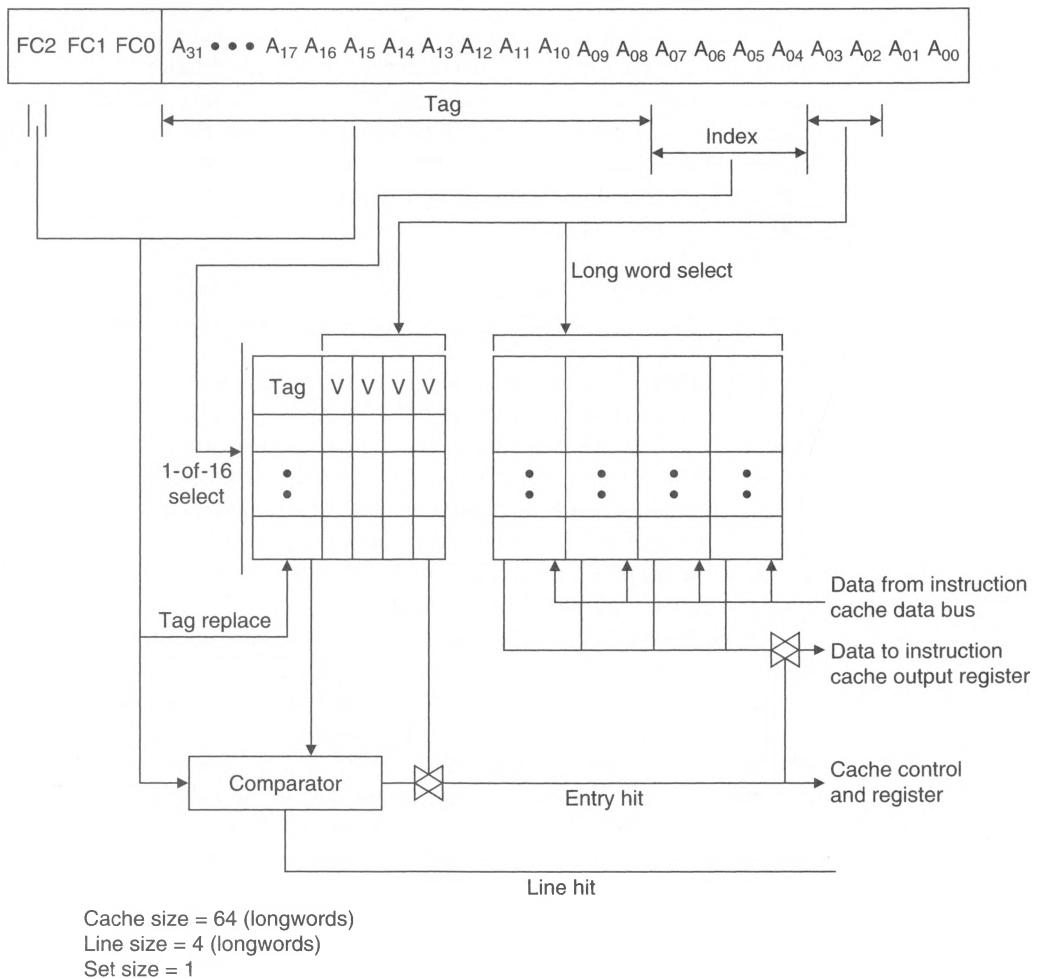 FC2 FC1 FC0 A31 ••• A17 A16 A15 A14 A13 A12 A11 A10 A09 A08 A07 A06 A05 A04 A03 A02 A01 A00
Tag
Index
Long word select
Tag V V V V
1-of-16
select
Data from instruction
cache data bus
Tag replace
Data to instruction
cache output register
Comparator
Cache control
and register
Entry hit
Line hit
Cache size = 64 (longwords)
Line size = 4 (longwords)
Set size = 1